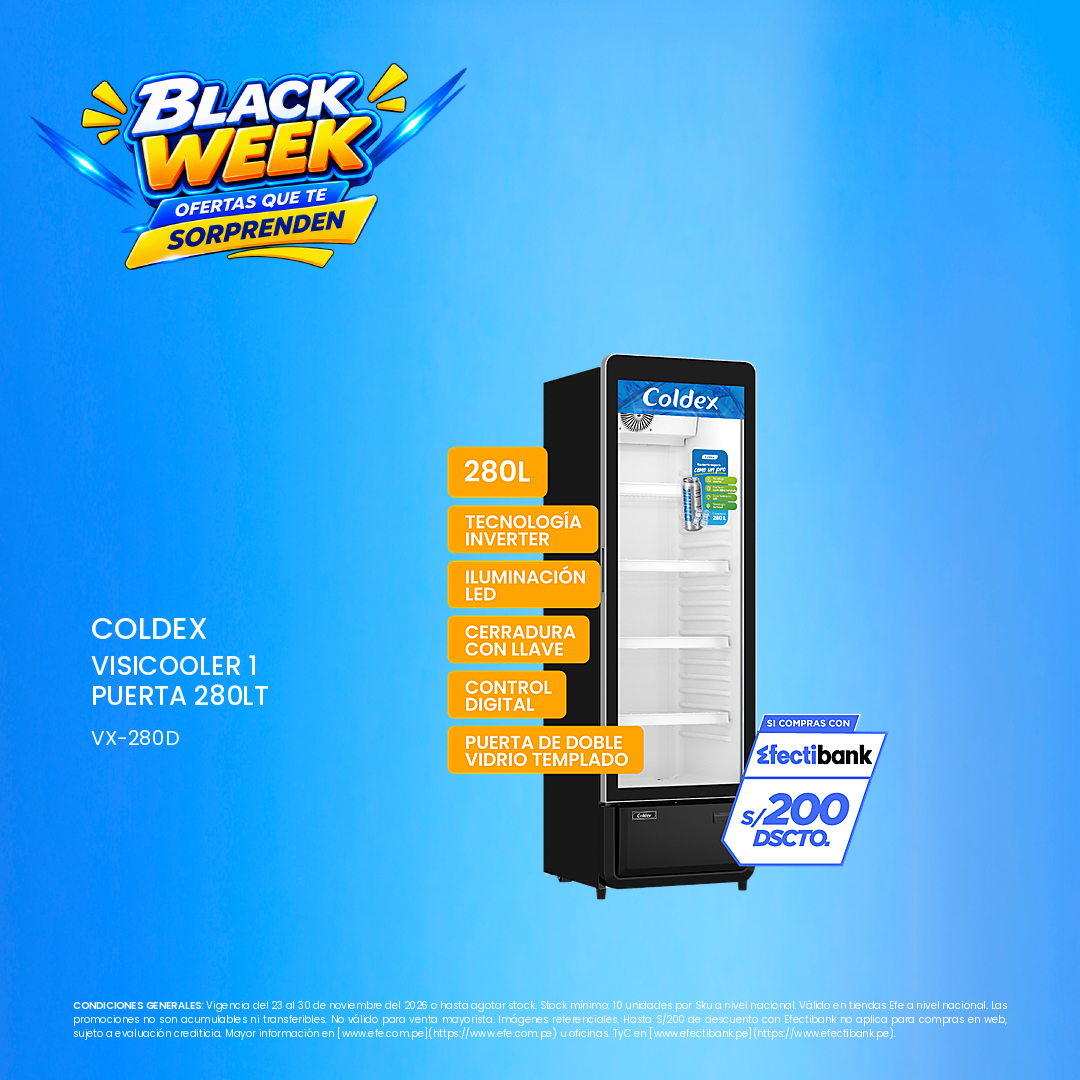 BLACK
WEEK
OFERTAS QUE TE
SORPRENDEN
Coldex
como un pro
280 L
280L
TECNOLOGÍA
INVERTER
ILUMINACIÓN
LED
CERRADURA
CON LLAVE
CONTROL
DIGITAL
PUERTA DE DOBLE
VIDRIO TEMPLADO
COLDEX
VISICOOLER 1
PUERTA 280LT
VX-280D
SI COMPRAS CON
Efectibank
S/200
DSCTO.
Coldex
CONDICIONES GENERALES: Vigencia del 23 al 30 de noviembre del 2026 o hasta agotar stock. Stock mínimo: 10 unidades por Sku a nivel nacional. Válido en tiendas Efe a nivel nacional. Las
promociones no son acumulables ni transferibles. No válido para venta mayorista. Imágenes referenciales. Hasta S/200 de descuento con Efectibank no aplica para compras en web,
sujeto a evaluación crediticia. Mayor información en [www.efe.com.pe](https://www.efe.com.pe) u oficinas. TyC en [www.efectibank.pe](https://www.efectibank.pe).